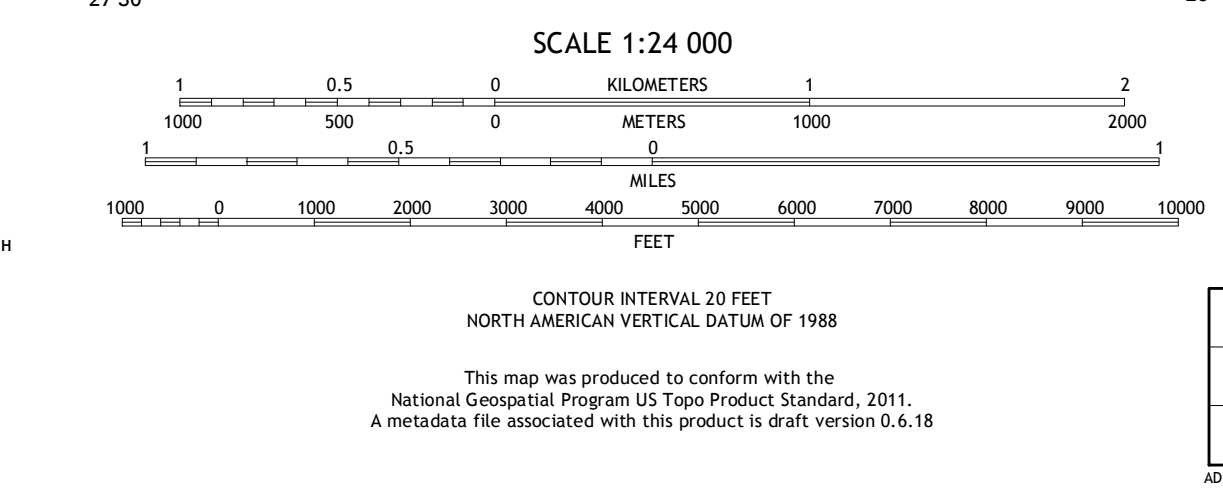 SCALE 1:24 000
1 0.5 0 KILOMETERS 1 2
1000 500 0 METERS 1000 2000
1 0.5 0 1
MILES
1000 0 1000 2000 3000 4000 5000 6000 7000 8000 9000 10000
FEET
H
CONTOUR INTERVAL 20 FEET
NORTH AMERICAN VERTICAL DATUM OF 1988
This map was produced to conform with the
National Geospatial Program US Topo Product Standard, 2011.
A metadata file associated with this product is draft version 0.6.18
AD